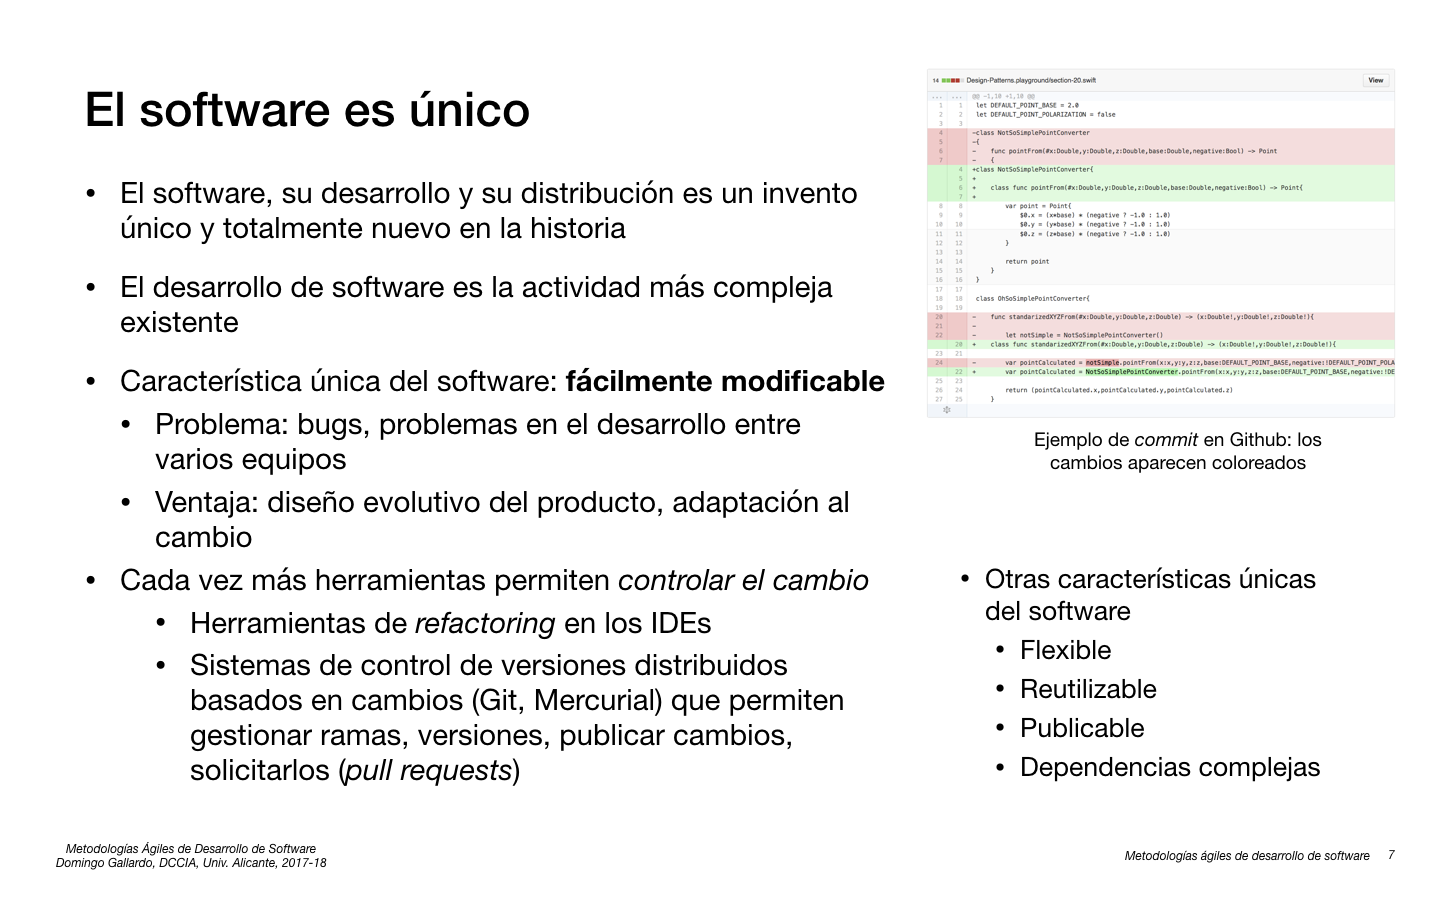 El software es único
• El software, su desarrollo y su distribución es un invento
único y totalmente nuevo en la historia
• El desarrollo de software es la actividad más compleja
existente
• Característica única del software: fácilmente modificable
• Problema: bugs, problemas en el desarrollo entre
varios equipos
• Ventaja: diseño evolutivo del producto, adaptación al
cambio
• Cada vez más herramientas permiten controlar el cambio
• Herramientas de refactoring en los IDEs
• Sistemas de control de versiones distribuidos
basados en cambios (Git, Mercurial) que permiten
gestionar ramas, versiones, publicar cambios,
solicitarlos (pull requests)
14 Design-Patterns.playground/section-20.swift View
... ... @@ -1,10 +1,10 @@
1 1 let DEFAULT_POINT_BASE = 2.0
2 2 let DEFAULT_POINT_POLARIZATION = false
3 3
4 -class NotSoSimplePointConverter
5 -{
6 - func pointFrom(#x:Double,y:Double,z:Double,base:Double,negative:Bool) -> Point
7 - {
4 +class NotSoSimplePointConverter{
5 +
6 + class func pointFrom(#x:Double,y:Double,z:Double,base:Double,negative:Bool) -> Point{
7 +
8 8 var point = Point{
9 9 $0.x = (x*base) * (negative ? -1.0 : 1.0)
10 10 $0.y = (y*base) * (negative ? -1.0 : 1.0)
11 11 $0.z = (z*base) * (negative ? -1.0 : 1.0)
12 12 }
13 13
14 14 return point
15 15 }
16 16 }
17 17
18 18 class OhSoSimplePointConverter{
19 19
20 - func standarizedXYZFrom(#x:Double,y:Double,z:Double) -> (x:Double!,y:Double!,z:Double!){
21 -
22 - let notSimple = NotSoSimplePointConverter()
20 + class func standarizedXYZFrom(#x:Double,y:Double,z:Double) -> (x:Double!,y:Double!,z:Double!){
23 21
24 - var pointCalculated = notSimple.pointFrom(x:x,y:y,z:z,base:DEFAULT_POINT_BASE,negative:!DEFAULT_POINT_POLA
22 + var pointCalculated = NotSoSimplePointConverter.pointFrom(x:x,y:y,z:z,base:DEFAULT_POINT_BASE,negative:!DE
25 23
26 24 return (pointCalculated.x,pointCalculated.y,pointCalculated.z)
27 25 }
Ejemplo de commit en Github: los
cambios aparecen coloreados
• Otras características únicas
del software
• Flexible
• Reutilizable
• Publicable
• Dependencias complejas
Metodologías Ágiles de Desarrollo de Software
Domingo Gallardo, DCCIA, Univ. Alicante, 2017-18
Metodologías ágiles de desarrollo de software 7